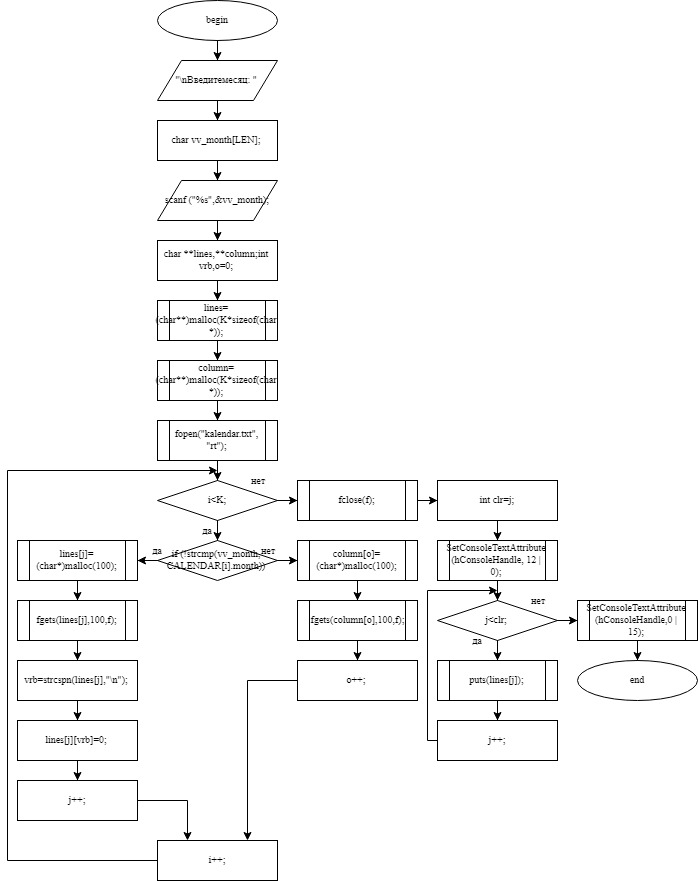 begin
"\nВведитемесяц: "
char vv_month[LEN];
scanf ("%s",&vv_month);
char **lines,**column;int
vrb,o=0;
lines=
(char**)malloc(K*sizeof(char
*));
column=
(char**)malloc(K*sizeof(char
*));
fopen("kalendar.txt",
"rt");
i<K;
нет
fclose(f);
int clr=j;
да
if (!strcmp(vv_month,
CALENDAR[i].month))
да
нет
lines[j]=
(char*)malloc(100);
column[o]=
(char*)malloc(100);
SetConsoleTextAttribute
(hConsoleHandle, 12 |
0);
fgets(lines[j],100,f);
fgets(column[o],100,f);
j<clr;
нет
да
SetConsoleTextAttribute
(hConsoleHandle,0 |
15);
vrb=strcspn(lines[j],"\n");
o++;
puts(lines[j]);
end
lines[j][vrb]=0;
j++;
j++;
i++;